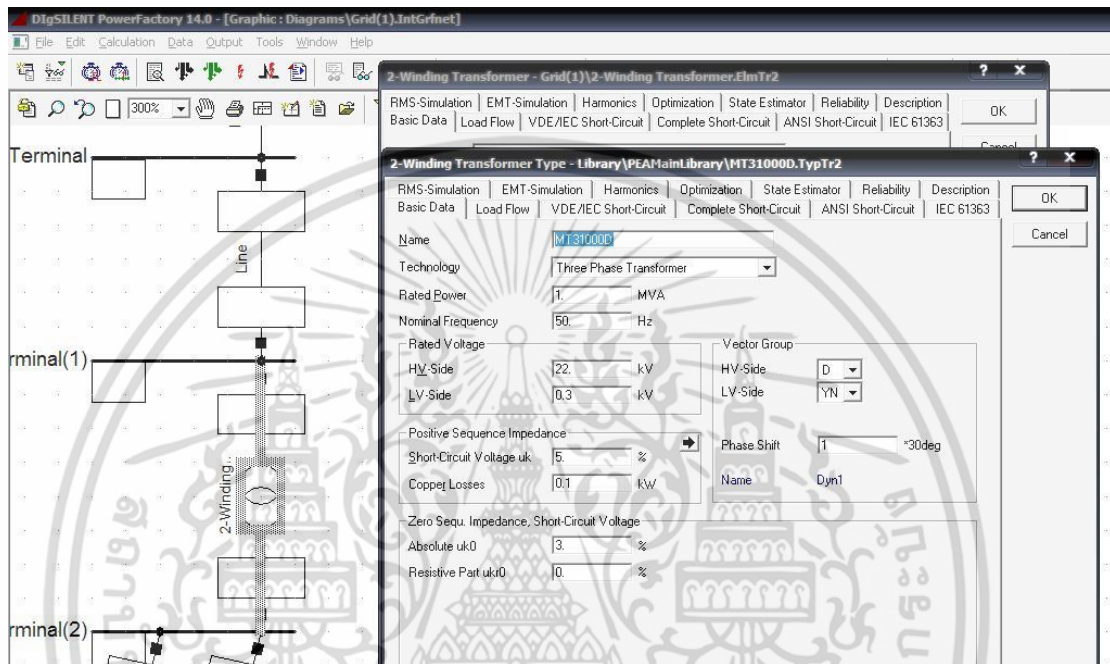 DIgSILENT PowerFactory 14.0 - [Graphic : Diagrams\Grid(1).IntGrfnet]
File Edit Calculation Data Output Tools Window Help
300%
2-Winding Transformer - Grid(1)\2-Winding Transformer.ElmTr2
RMS-Simulation EMT-Simulation Harmonics Optimization State Estimator Reliability Description
Basic Data Load Flow VDE/IEC Short-Circuit Complete Short-Circuit ANSI Short-Circuit IEC 61363
OK
Cancel
2-Winding Transformer Type - Library\PEAMainLibrary\MT31000D.TypTr2
RMS-Simulation EMT-Simulation Harmonics Optimization State Estimator Reliability Description
Basic Data Load Flow VDE/IEC Short-Circuit Complete Short-Circuit ANSI Short-Circuit IEC 61363
OK
Cancel
Name MT31000D
Technology Three Phase Transformer
Rated Power 1. MVA
Nominal Frequency 50. Hz
Rated Voltage
HV-Side 22. kV
LV-Side 0.3 kV
Vector Group
HV-Side D
LV-Side YN
Positive Sequence Impedance
Short-Circuit Voltage uk 5. %
Copper Losses 0.1 kW
Phase Shift 1 *30deg
Name Dyn1
Zero Sequ. Impedance, Short-Circuit Voltage
Absolute uk0 3. %
Resistive Part ukr0 0. %
Terminal
Line
rminal(1)
2-Winding..
rminal(2)